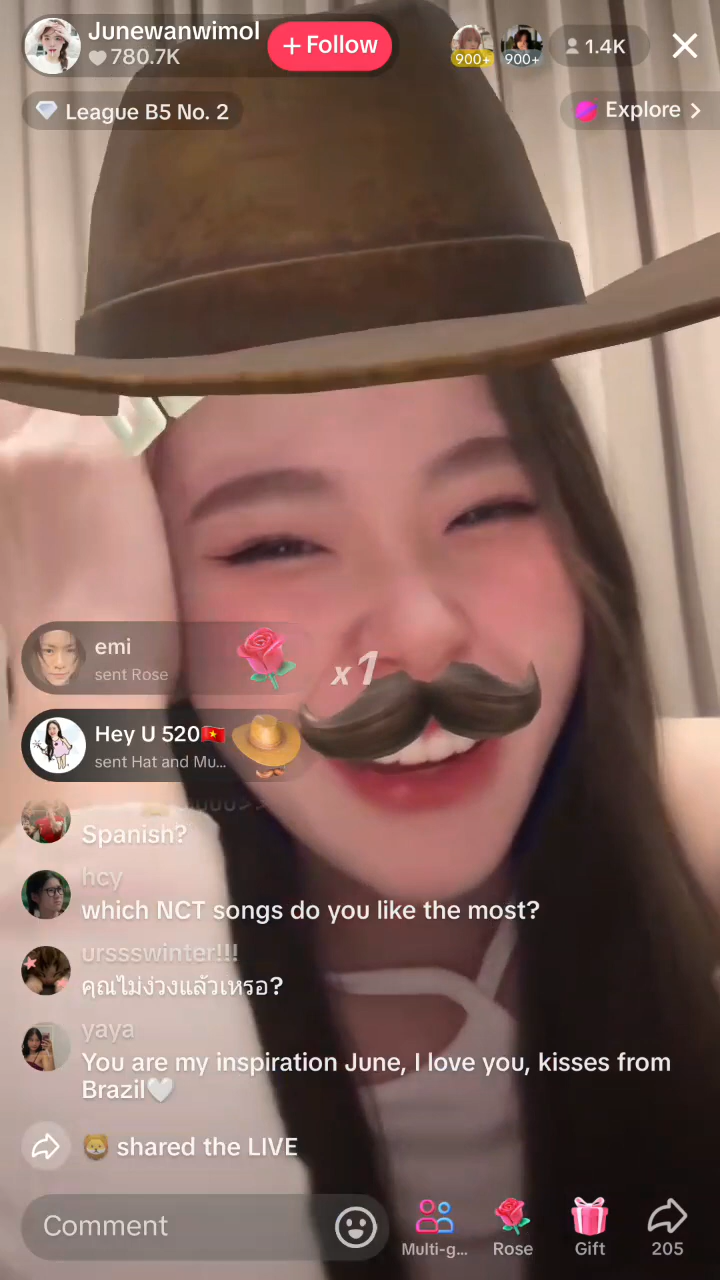 Junewanwimol
780.7K
+ Follow
900+
900+
1.4K
League B5 No. 2
Explore
emi
sent Rose
x1
Hey U 520🇻🇳
sent Hat and Mu...
Spanish?
hcy
which NCT songs do you like the most?
urssswinter!!!
คุณไม่ง่วงแล้วเหรอ?
yaya
You are my inspiration June, I love you, kisses from
Brazil🤍
shared the LIVE
Comment
Multi-g...
Rose
Gift
205